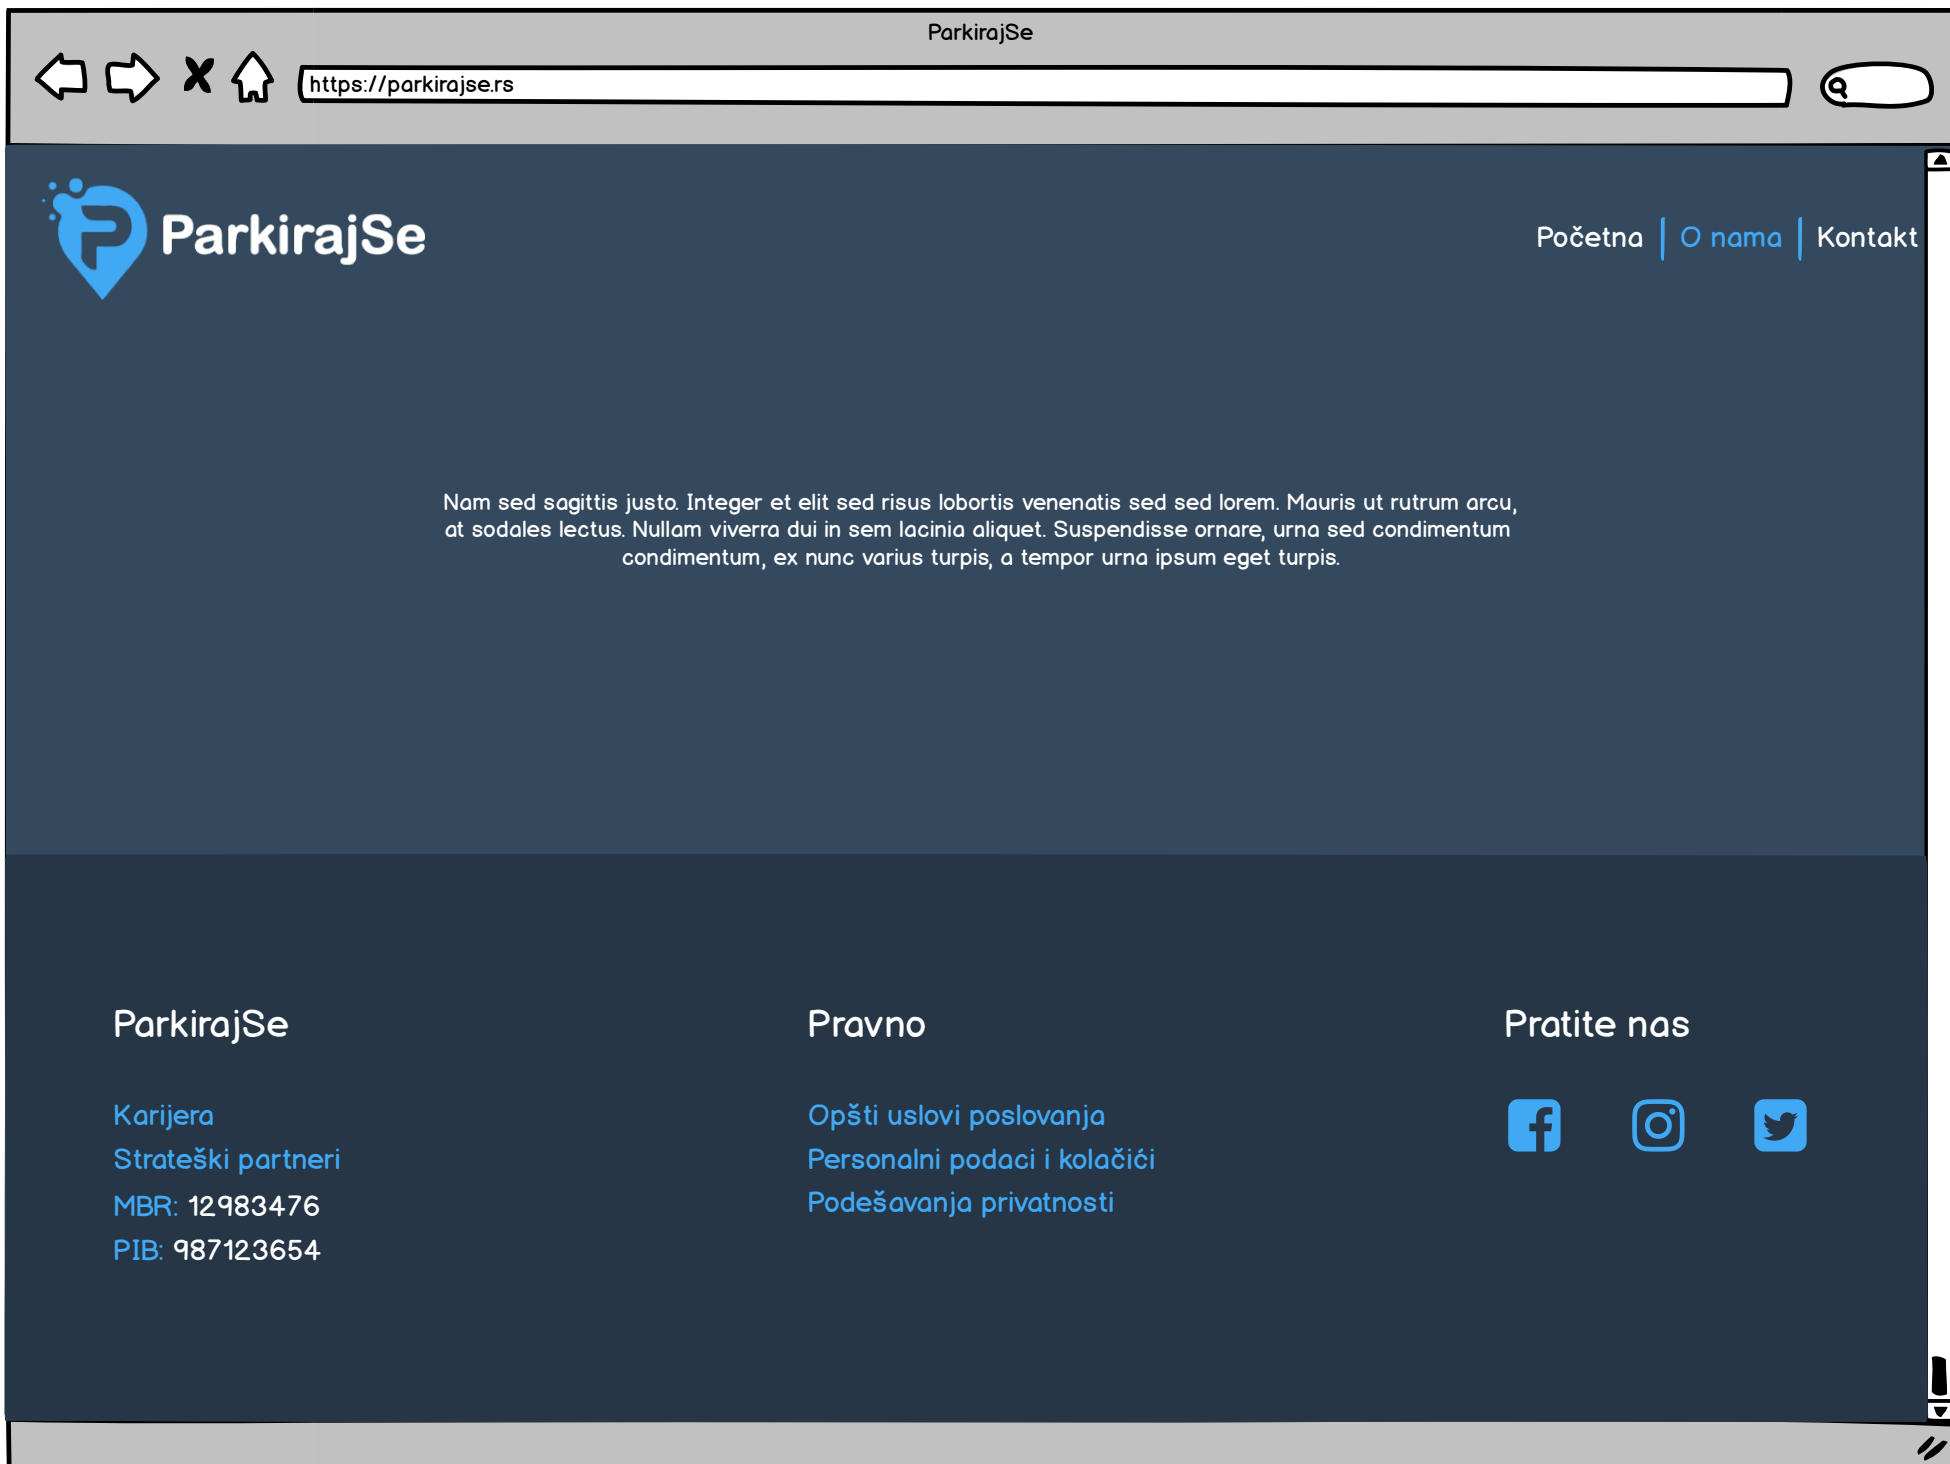 ParkirajSe
https://parkirajse.rs
ParkirajSe
Početna | O nama | Kontakt
Nam sed sagittis justo. Integer et elit sed risus lobortis venenatis sed sed lorem. Mauris ut rutrum arcu,
at sodales lectus. Nullam viverra dui in sem lacinia aliquet. Suspendisse ornare, urna sed condimentum
condimentum, ex nunc varius turpis, a tempor urna ipsum eget turpis.
ParkirajSe
Karijera
Strateški partneri
MBR: 12983476
PIB: 987123654
Pravno
Opšti uslovi poslovanja
Personalni podaci i kolačići
Podešavanja privatnosti
Pratite nas